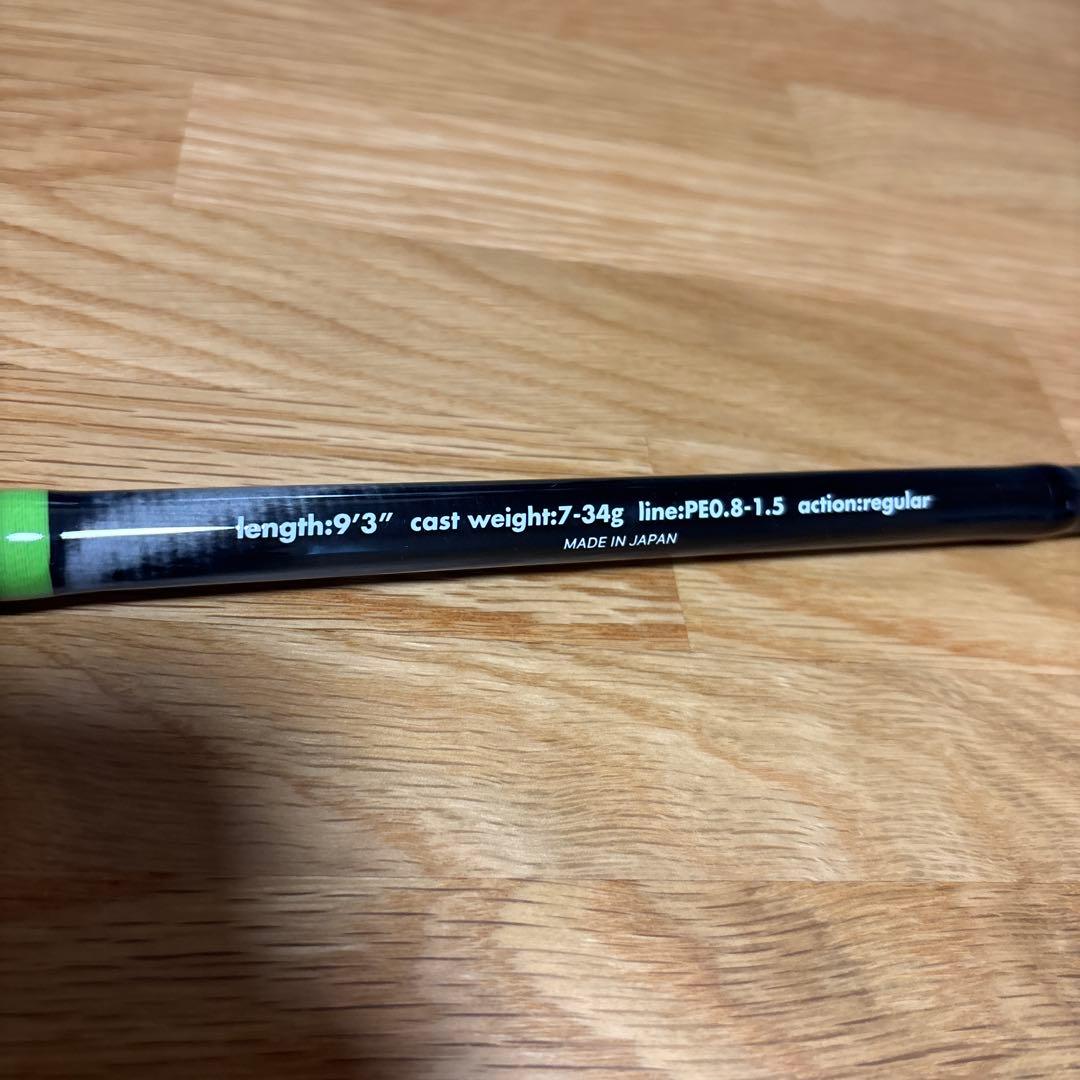 length:9’3” cast weight:7-34g line:PE0.8-1.5 action:regular
MADE IN JAPAN